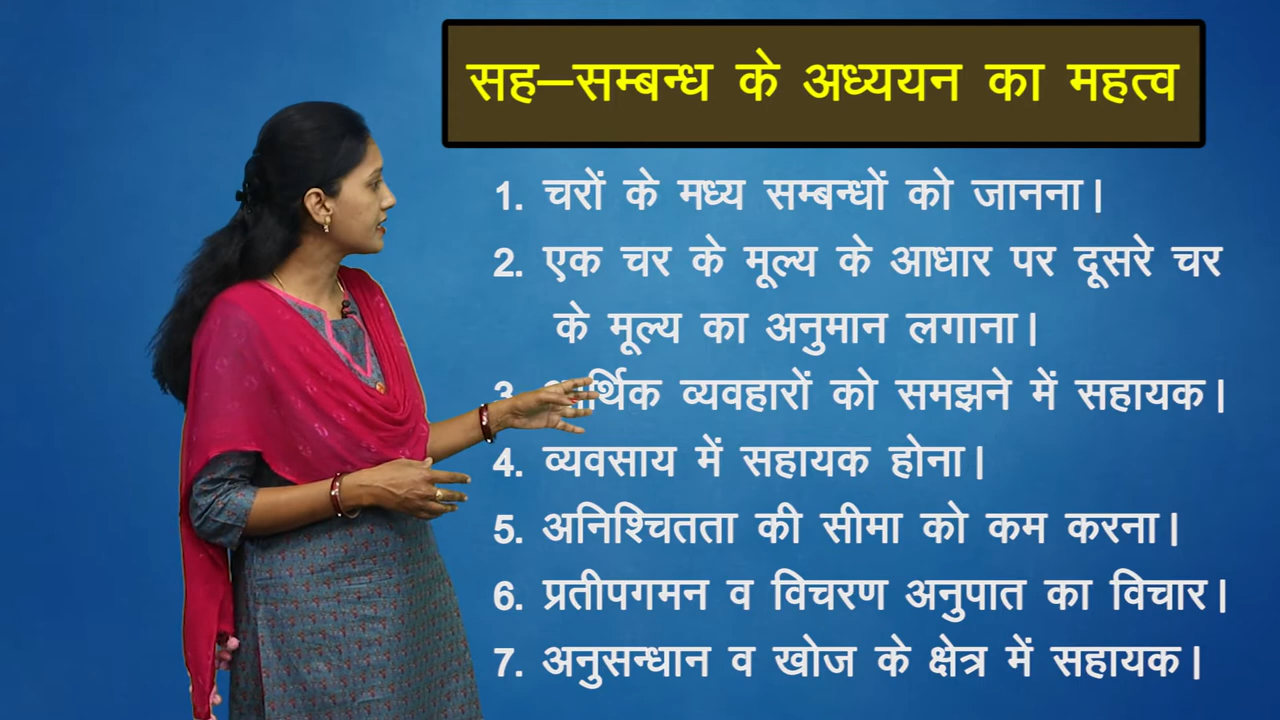 सह–सम्बन्ध के अध्ययन का महत्व
1. चरों के मध्य सम्बन्धों को जानना।
2. एक चर के मूल्य के आधार पर दूसरे चर
के मूल्य का अनुमान लगाना।
3. आर्थिक व्यवहारों को समझने में सहायक।
4. व्यवसाय में सहायक होना।
5. अनिश्चितता की सीमा को कम करना।
6. प्रतीपगमन व विचरण अनुपात का विचार।
7. अनुसन्धान व खोज के क्षेत्र में सहायक।